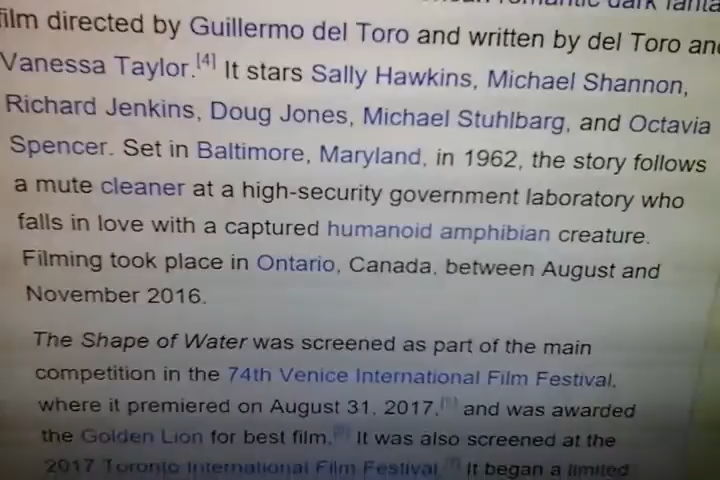 film directed by Guillermo del Toro and written by del Toro and
Vanessa Taylor.[4] It stars Sally Hawkins, Michael Shannon,
Richard Jenkins, Doug Jones, Michael Stuhlbarg, and Octavia
Spencer. Set in Baltimore, Maryland, in 1962, the story follows
a mute cleaner at a high-security government laboratory who
falls in love with a captured humanoid amphibian creature.
Filming took place in Ontario, Canada, between August and
November 2016.
The Shape of Water was screened as part of the main
competition in the 74th Venice International Film Festival,
where it premiered on August 31, 2017, and was awarded
the Golden Lion for best film. It was also screened at the
2017 Toronto International Film Festival. It began a limited